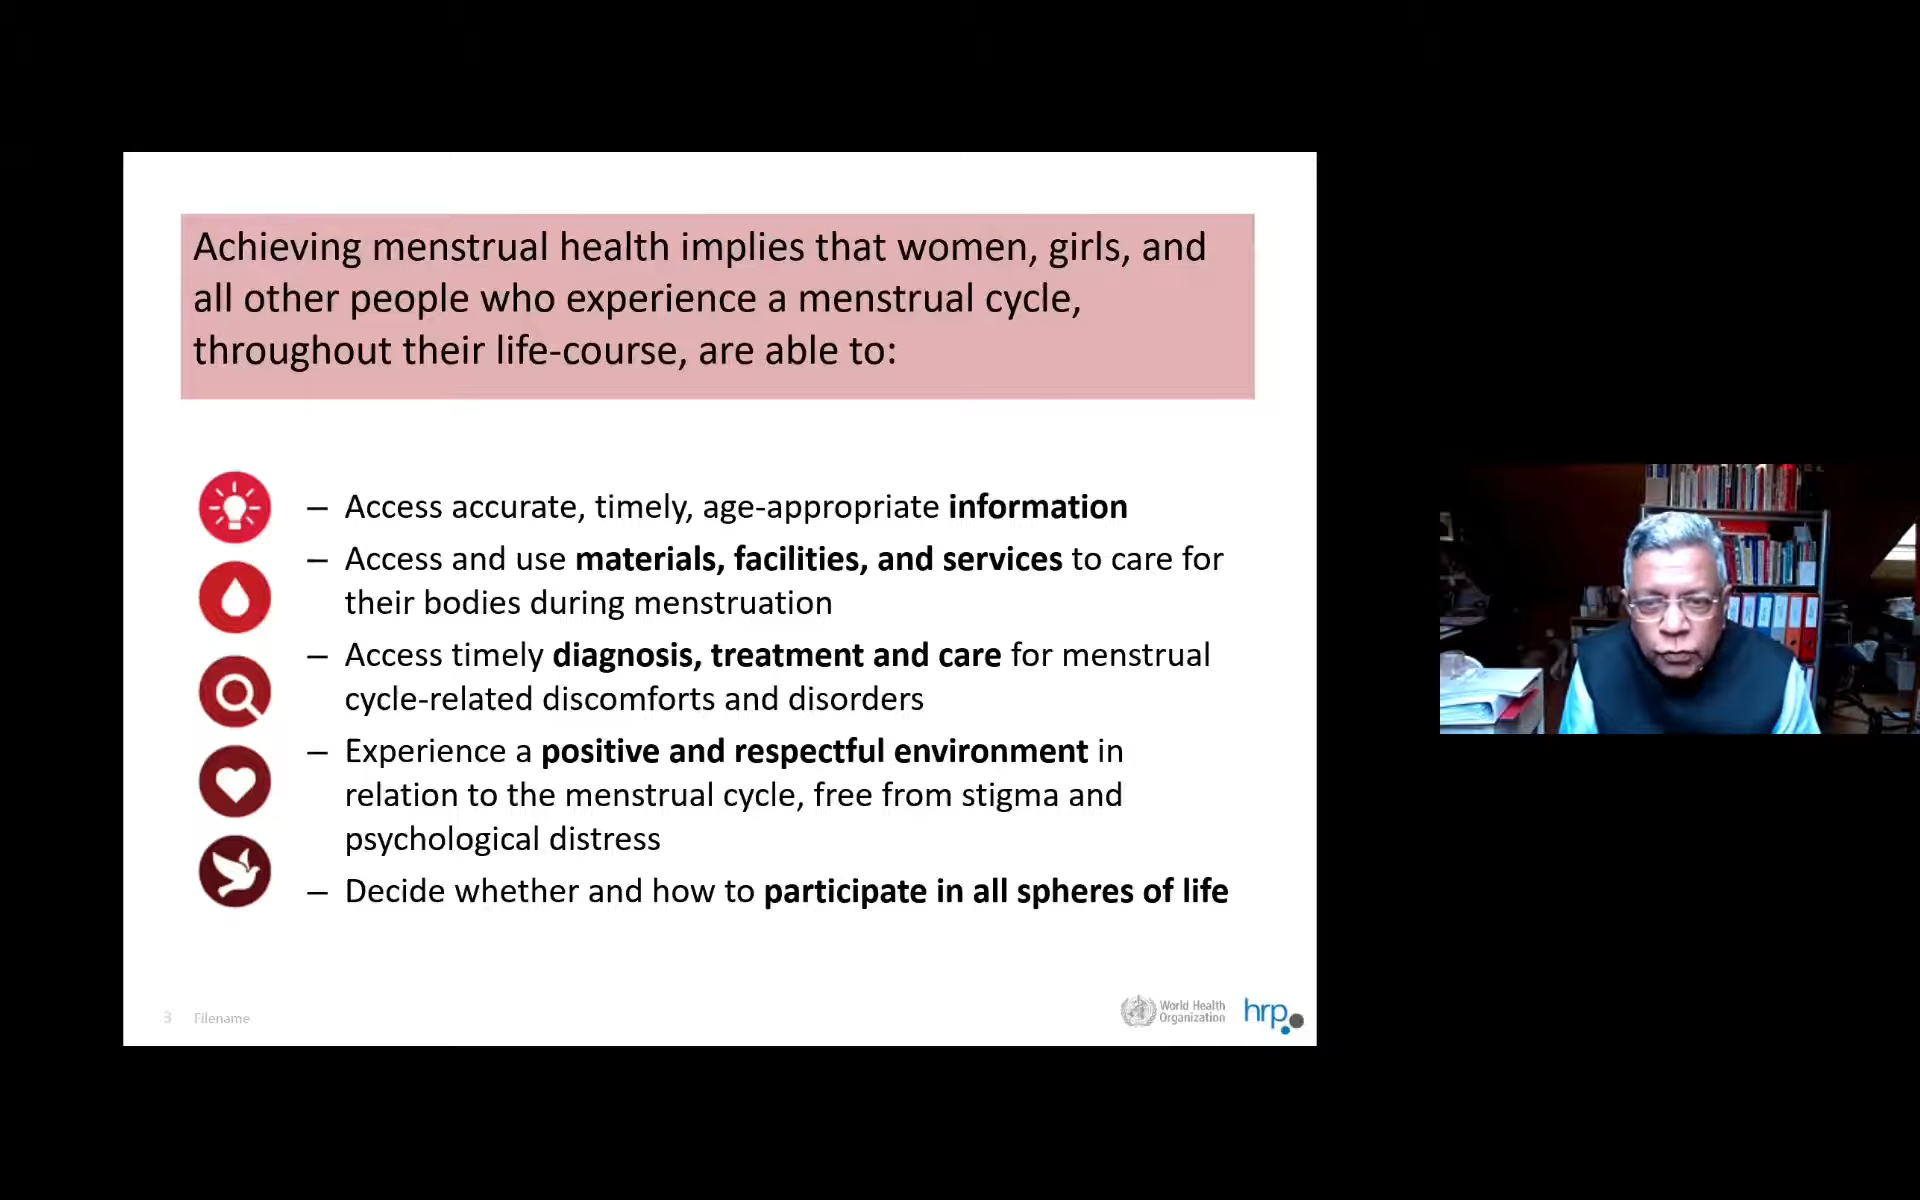 Achieving menstrual health implies that women, girls, and
all other people who experience a menstrual cycle,
throughout their life-course, are able to:
– Access accurate, timely, age-appropriate information
– Access and use materials, facilities, and services to care for
their bodies during menstruation
– Access timely diagnosis, treatment and care for menstrual
cycle-related discomforts and disorders
– Experience a positive and respectful environment in
relation to the menstrual cycle, free from stigma and
psychological distress
– Decide whether and how to participate in all spheres of life
3 Filename
World Health
Organization
hrp